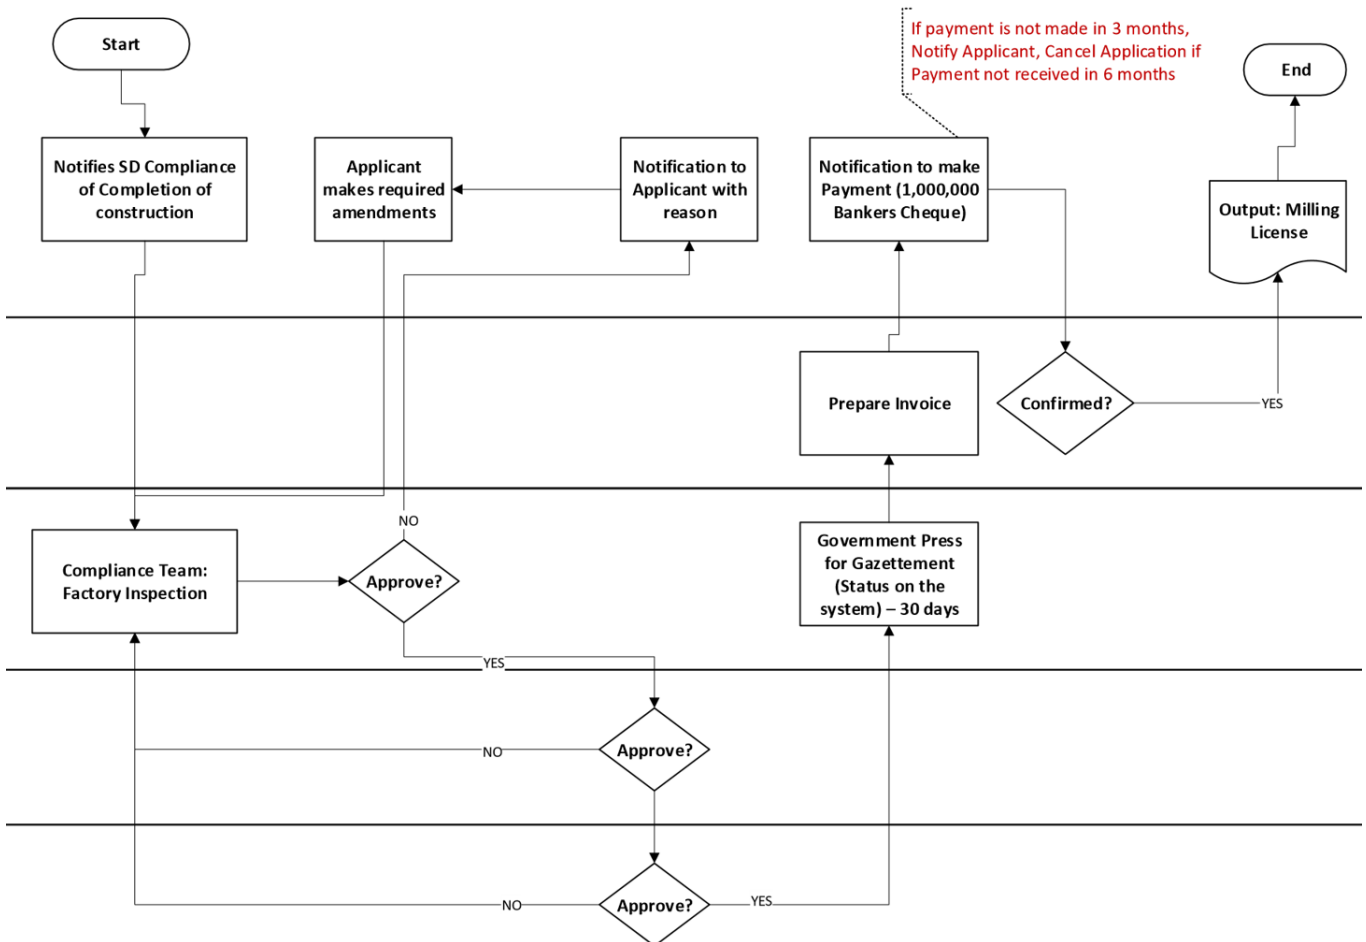 Start
If payment is not made in 3 months,
Notify Applicant, Cancel Application if
Payment not received in 6 months
End
Notifies SD Compliance
of Completion of
construction
Applicant
makes required
amendments
Notification to
Applicant with
reason
Notification to make
Payment (1,000,000
Bankers Cheque)
Output: Milling
License
Prepare Invoice
Confirmed?
YES
NO
Compliance Team:
Factory Inspection
Approve?
Government Press
for Gazettement
(Status on the
system) – 30 days
YES
Approve?
NO
Approve?
NO
YES